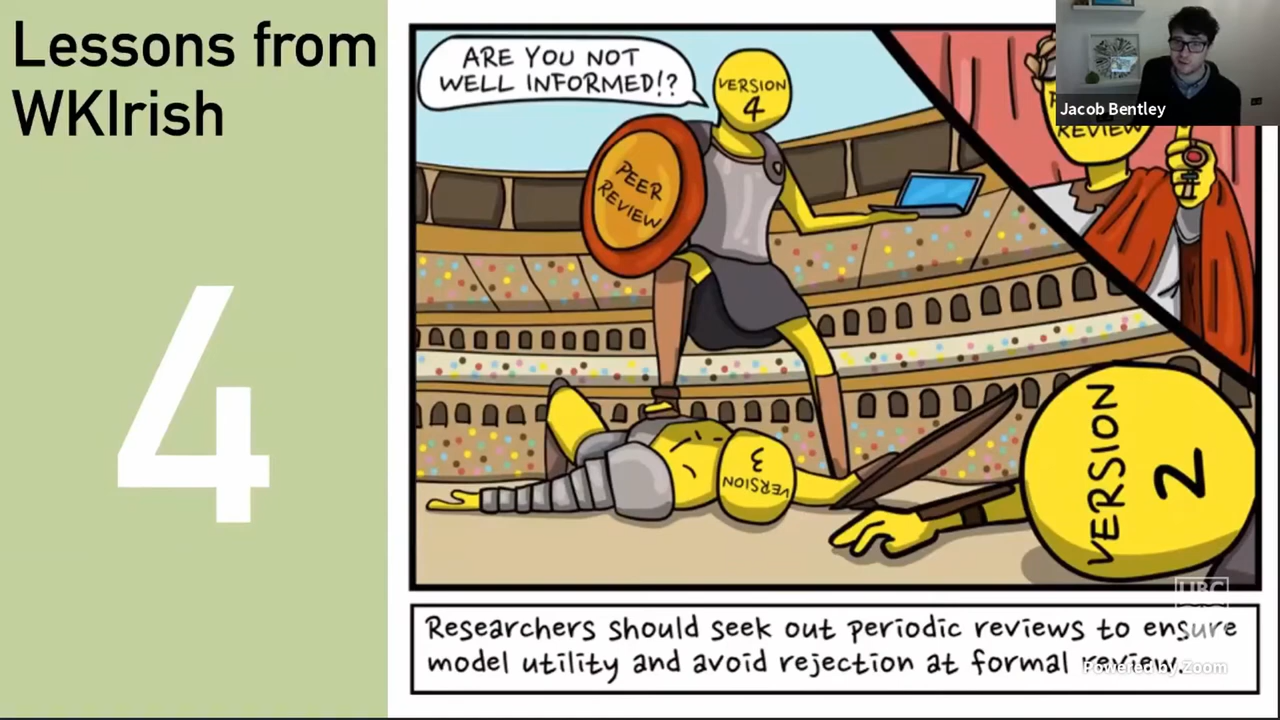 Lessons from
WKIrish
4
ARE YOU NOT
WELL INFORMED!?
VERSION
4
PEER
REVIEW
REVIEW
Jacob Bentley
VERSION
3
VERSION
2
UBC
Researchers should seek out periodic reviews to ensure
model utility and avoid rejection at formal review.
Powered by Zoom